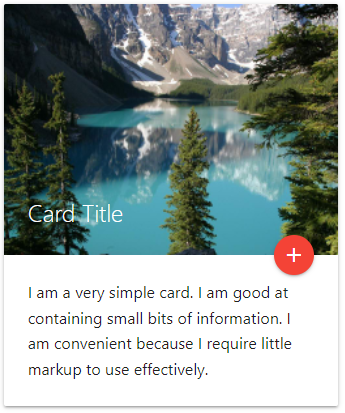 Card Title
+
I am a very simple card. I am good at
containing small bits of information. I
am convenient because I require little
markup to use effectively.